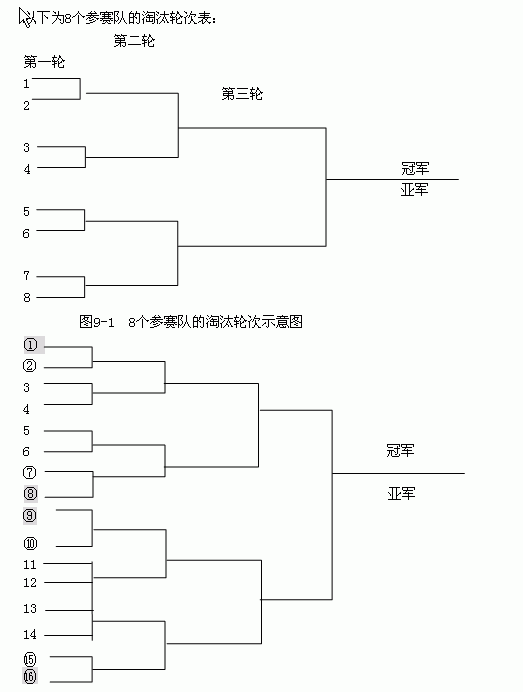 以下为8个参赛队的淘汰轮次表：
第二轮
第一轮
第三轮
1
2
3
4
冠军
亚军
5
6
7
8
图9-1 8个参赛队的淘汰轮次示意图
①
②
3
4
5
6
冠军
⑦
⑧
亚军
⑨
⑩
11
12
13
14
⑮
⑯